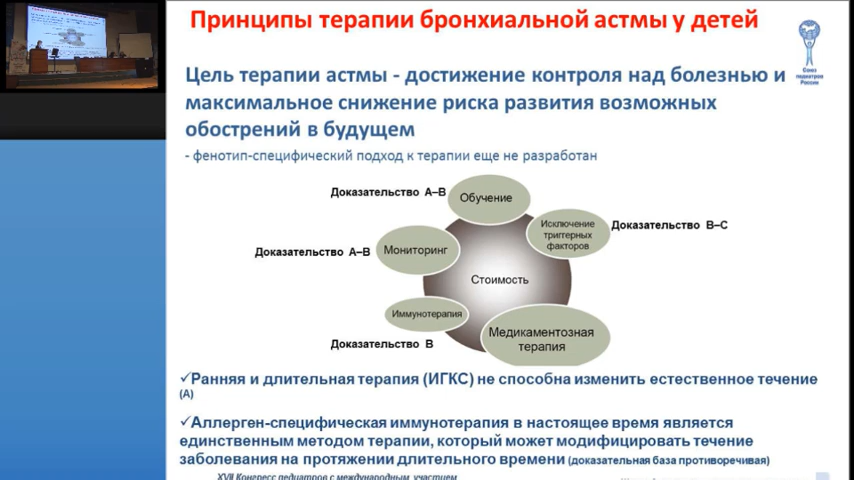 Принципы терапии бронхиальной астмы у детей
Союз
педиатров
России
Цель терапии астмы - достижение контроля над болезнью и
максимальное снижение риска развития возможных
обострений в будущем
- фенотип-специфический подход к терапии еще не разработан
Доказательство A–B
Обучение
Исключение
триггерных
факторов
Доказательство B–C
Доказательство A–B
Мониторинг
Стоимость
Иммунотерапия
Медикаментозная
терапия
Доказательство B
✓Ранняя и длительная терапия (ИГКС) не способна изменить естественное течение
(А)
✓Аллерген-специфическая иммунотерапия в настоящее время является
единственным методом терапии, который может модифицировать течение
заболевания на протяжении длительного времени (доказательная база противоречивая)
XVII Конгресс педиатров с международным участием